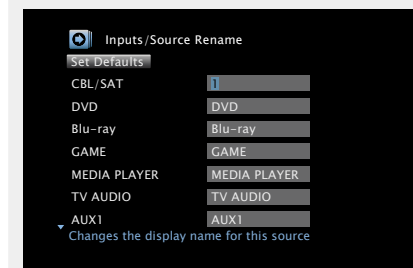 Inputs/Source Rename
Set Defaults
CBL/SAT 1
DVD DVD
Blu-ray Blu-ray
GAME GAME
MEDIA PLAYER MEDIA PLAYER
TV AUDIO TV AUDIO
AUX1 AUX1
Changes the display name for this source